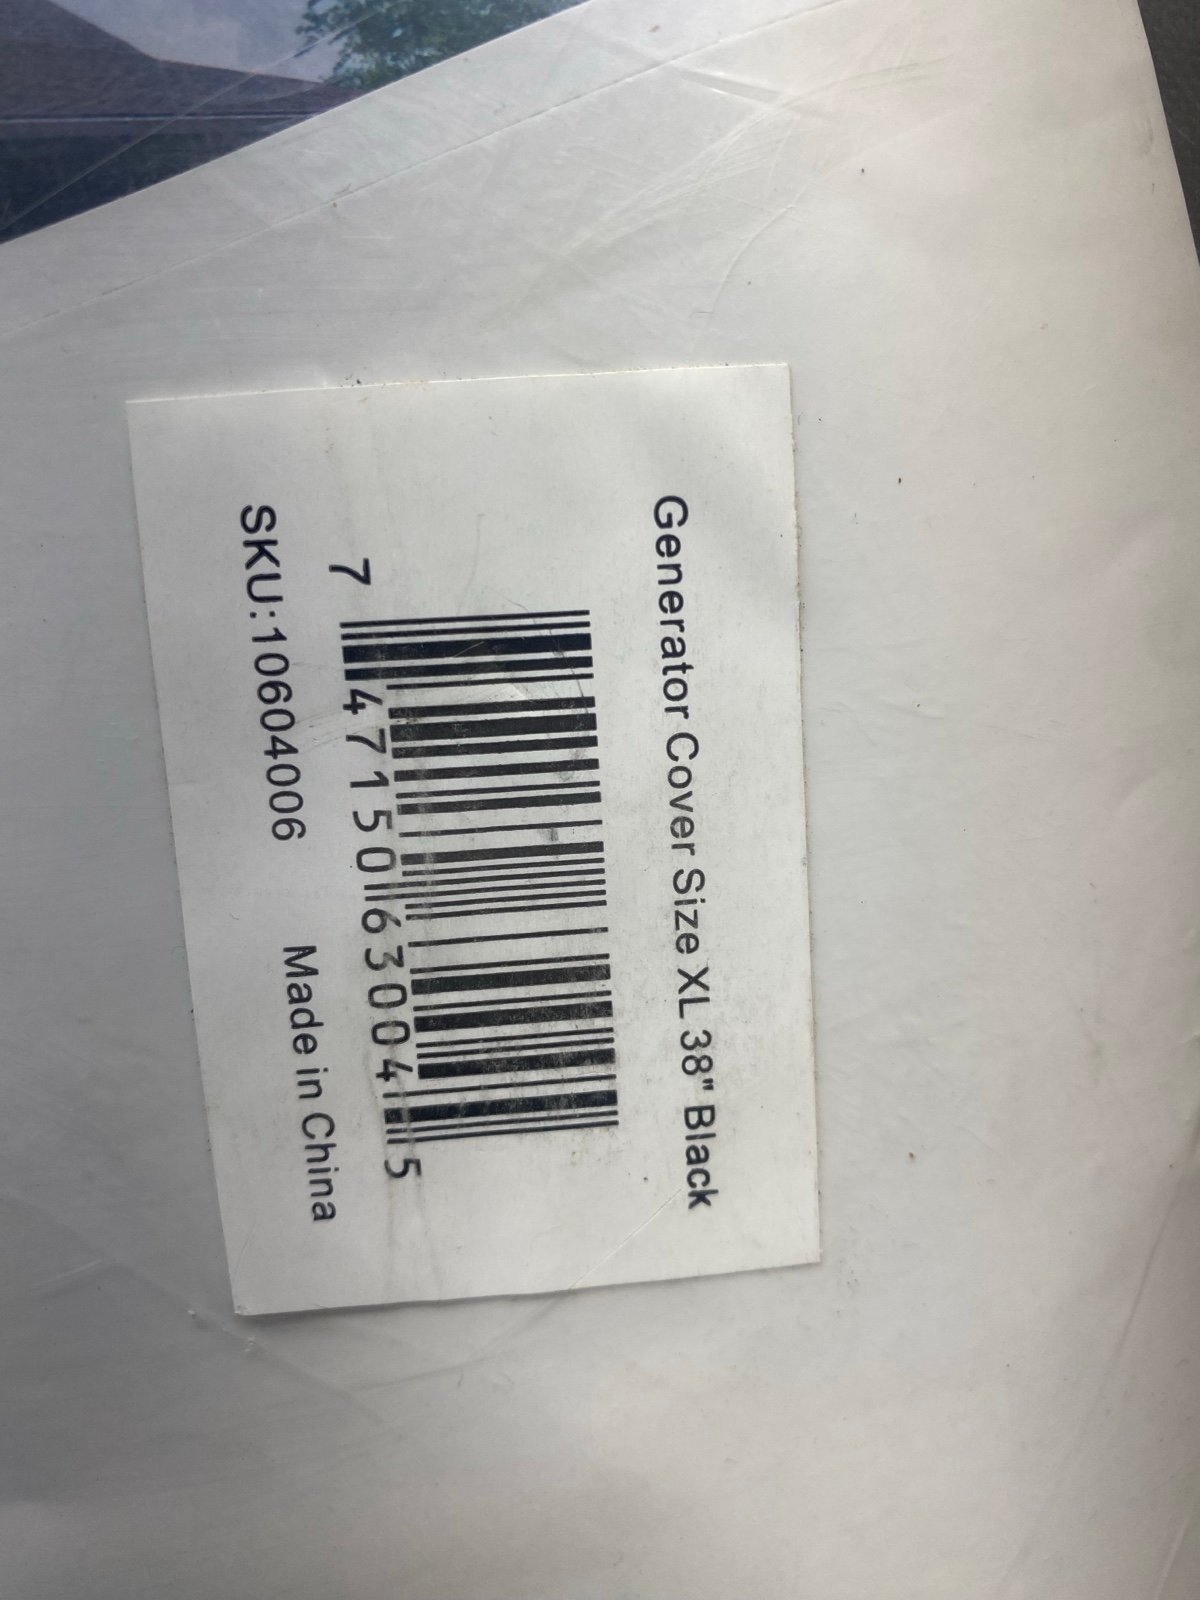 Generator Cover Size XL 38" Black
7 47150 63004 5
SKU:10604006 Made in China